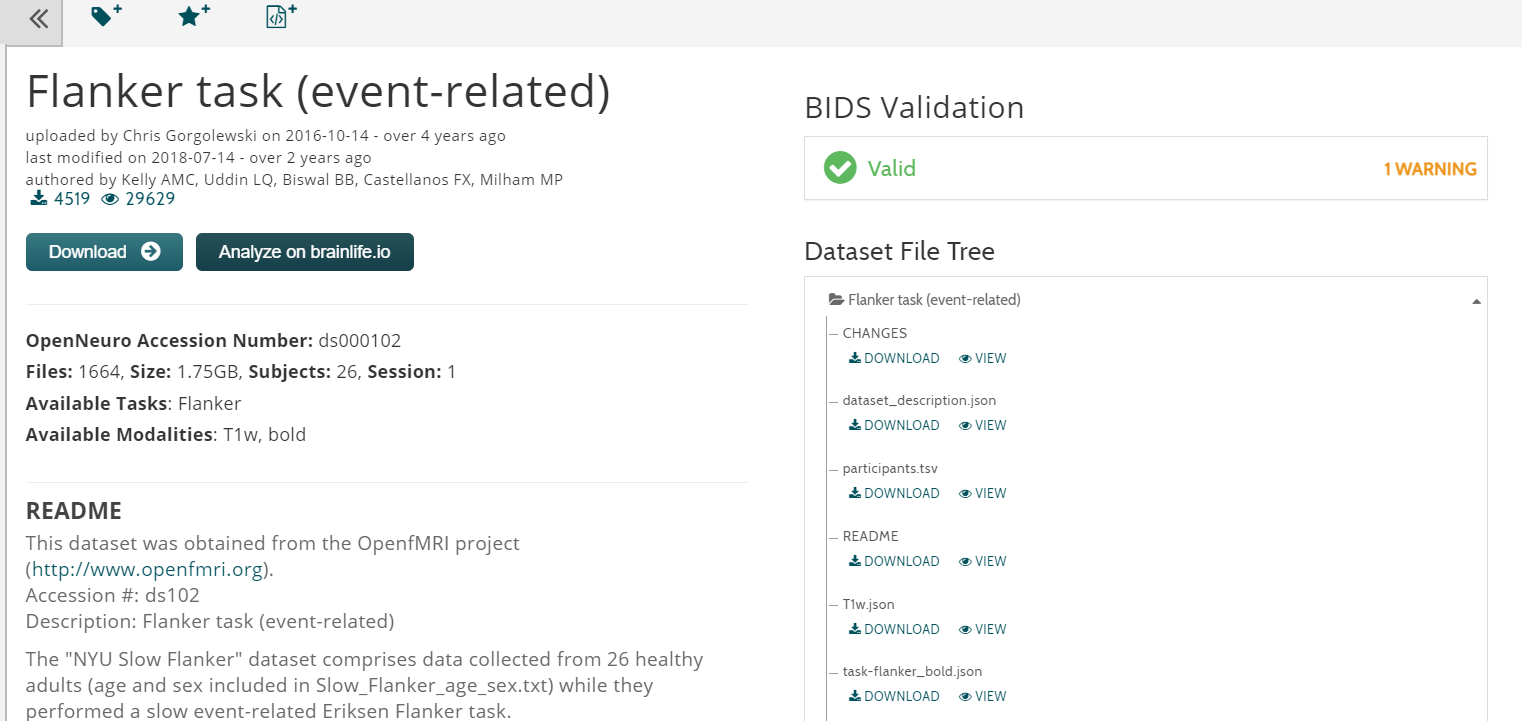 Flanker task (event-related)
uploaded by Chris Gorgolewski on 2016-10-14 - over 4 years ago
last modified on 2018-07-14 - over 2 years ago
authored by Kelly AMC, Uddin LQ, Biswal BB, Castellanos FX, Milham MP
4519 29629
Download
Analyze on brainlife.io
OpenNeuro Accession Number: ds000102
Files: 1664, Size: 1.75GB, Subjects: 26, Session: 1
Available Tasks: Flanker
Available Modalities: T1w, bold
README
This dataset was obtained from the OpenfMRI project
(http://www.openfmri.org).
Accession #: ds102
Description: Flanker task (event-related)
The "NYU Slow Flanker" dataset comprises data collected from 26 healthy
adults (age and sex included in Slow_Flanker_age_sex.txt) while they
performed a slow event-related Eriksen Flanker task.
BIDS Validation
Valid
1 WARNING
Dataset File Tree
Flanker task (event-related)
CHANGES
DOWNLOAD VIEW
dataset_description.json
DOWNLOAD VIEW
participants.tsv
DOWNLOAD VIEW
README
DOWNLOAD VIEW
T1w.json
DOWNLOAD VIEW
task-flanker_bold.json
DOWNLOAD VIEW